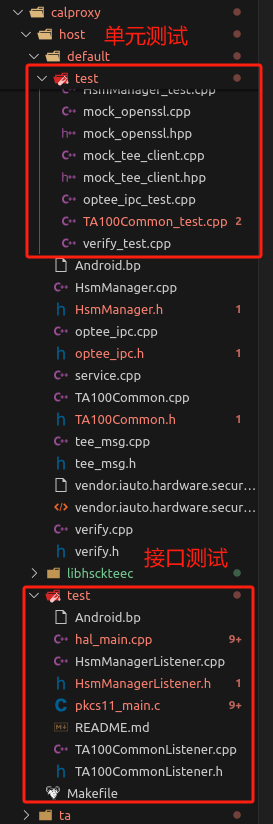 calproxy
host
单元测试
default
test
HsmManager_test.cpp
mock_openssl.cpp
mock_openssl.hpp
mock_tee_client.cpp
mock_tee_client.hpp
optee_ipc_test.cpp
TA100Common_test.cpp 2
verify_test.cpp
Android.bp
HsmManager.cpp
HsmManager.h 1
optee_ipc.cpp
optee_ipc.h 1
service.cpp
TA100Common.cpp
TA100Common.h 1
tee_msg.cpp
tee_msg.h
vendor.iauto.hardware.secur...
vendor.iauto.hardware.secur...
verify.cpp
verify.h
接口测试
libhsckteec
test
Android.bp
hal_main.cpp 9+
HsmManagerListener.cpp
HsmManagerListener.h 1
pkcs11_main.c 9+
README.md
TA100CommonListener.cpp
TA100CommonListener.h
Makefile
ta